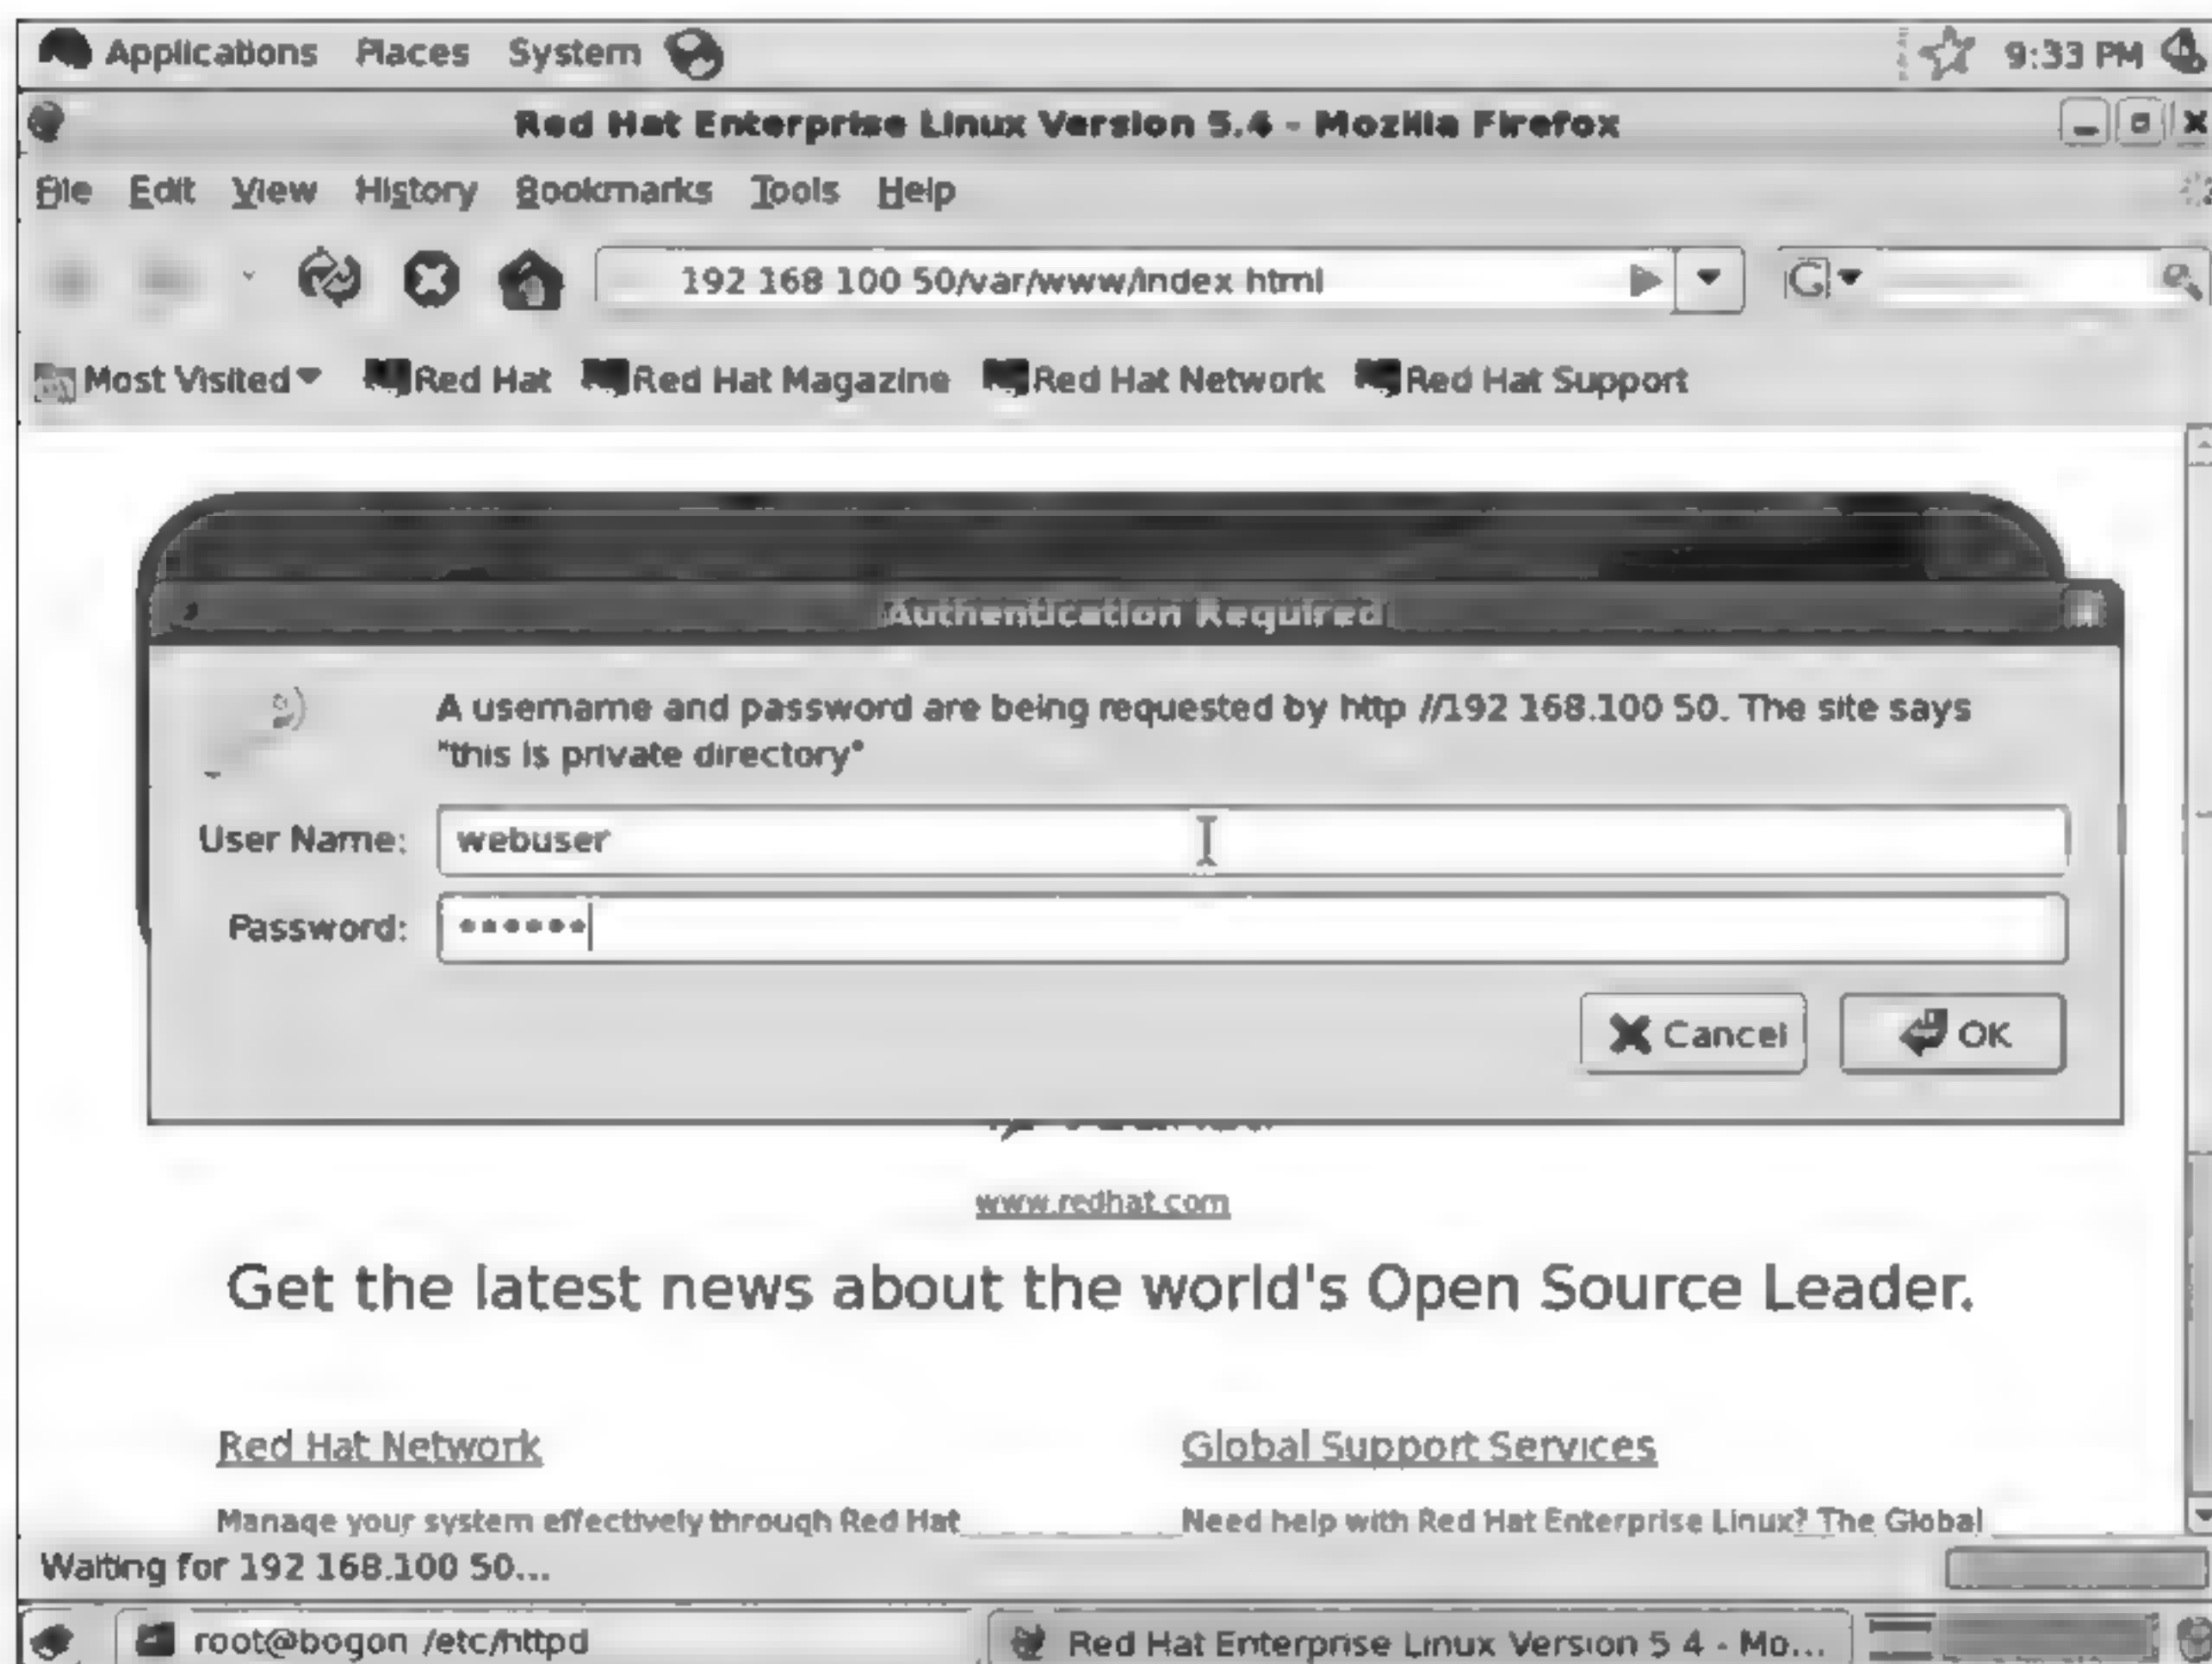 Applications Places System 9:33 PM
Red Hat Enterprise Linux Version 5.4 - Mozilla Firefox
File Edit View History Bookmarks Tools Help
192 168 100 50/var/www/index html G
Most Visited Red Hat Red Hat Magazine Red Hat Network Red Hat Support
Authentication Required
A username and password are being requested by http //192 168.100 50. The site says
"this is private directory"
User Name: webuser
Password: ••••••
Cancel OK
www.redhat.com
Get the latest news about the world's Open Source Leader.
Red Hat Network Global Support Services
Manage your system effectively through Red Hat Need help with Red Hat Enterprise Linux? The Global
Waiting for 192 168.100 50...
root@bogon /etc/httpd Red Hat Enterprise Linux Version 5 4 - Mo...